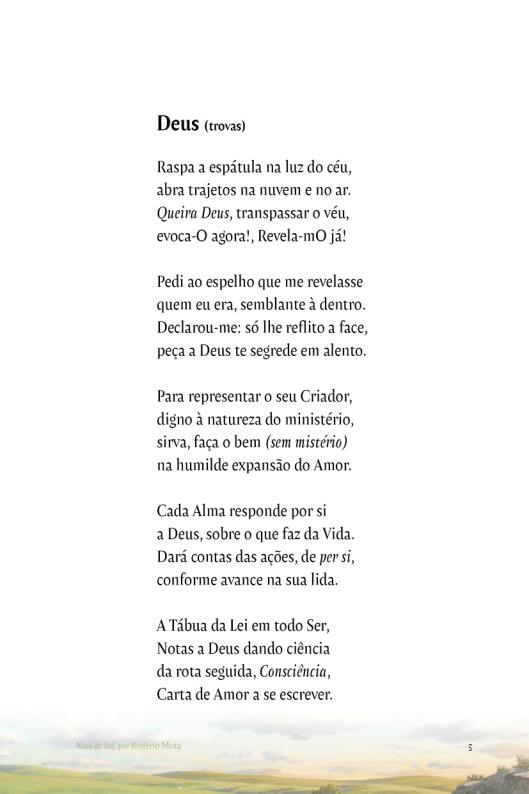 Deus (trovas)
Raspa a espátula na luz do céu,
abra trajetos na nuvem e no ar.
Queira Deus, transpassar o véu,
evoca-O agora!, Revela-mO já!
Pedi ao espelho que me revelasse
quem eu era, semblante à dentro.
Declarou-me: só lhe reflito a face,
peça a Deus te segrede em alento.
Para representar o seu Criador,
digno à natureza do ministério,
sirva, faça o bem (sem mistério)
na humilde expansão do Amor.
Cada Alma responde por si
a Deus, sobre o que faz da Vida.
Dará contas das ações, de per si,
conforme avance na sua lida.
A Tábua da Lei em todo Ser,
Notas a Deus dando ciência
da rota seguida, Consciência,
Carta de Amor a se escrever.
de Sol, por Rogério Mota
5